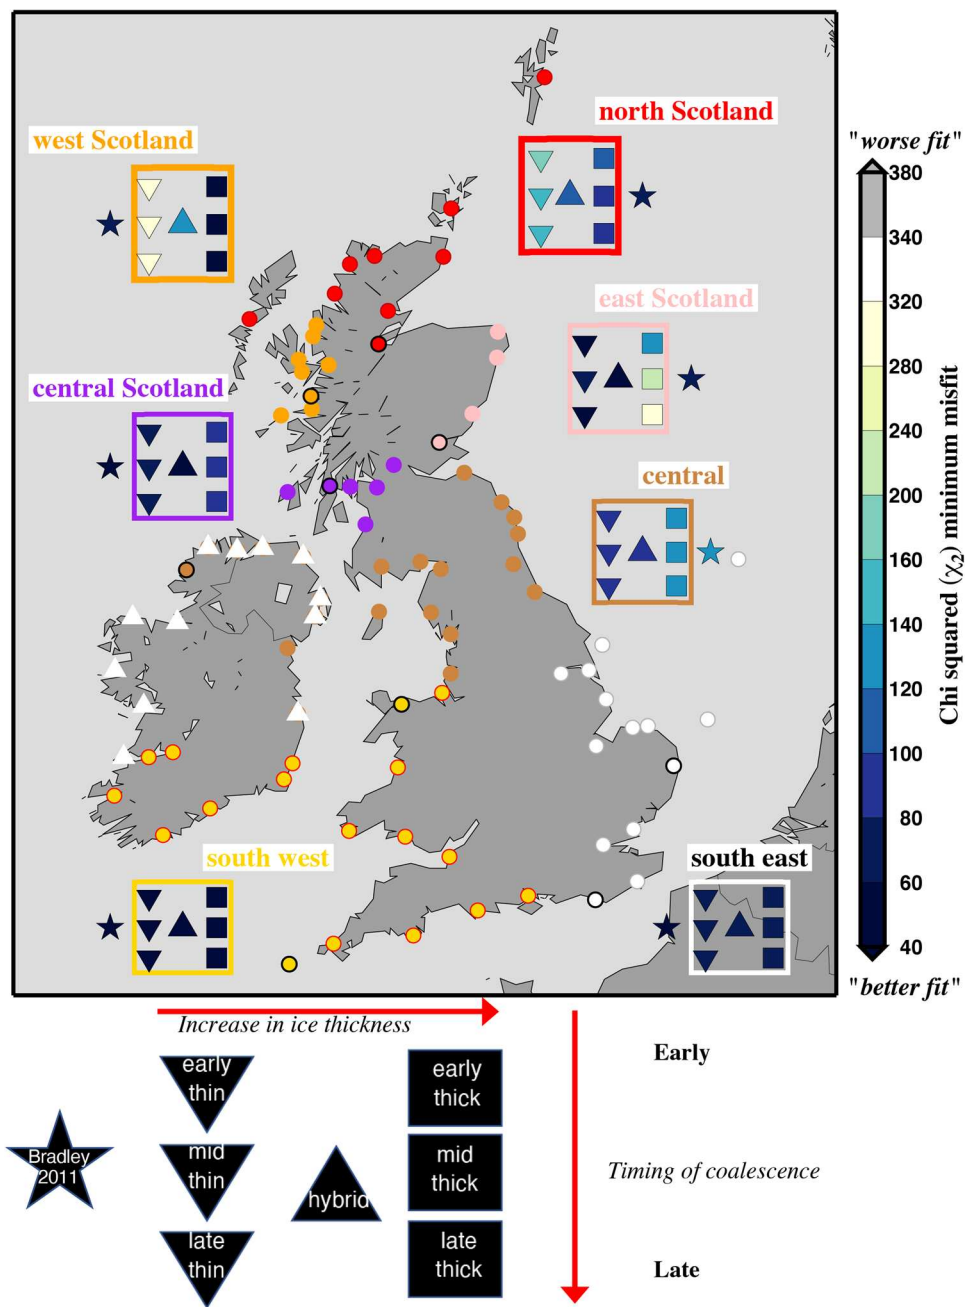 north Scotland
west Scotland
"worse fit"
380
340
east Scotland
320
central Scotland
280
240
central
200
160
140
120
100
80
60
40
Chi squared (χ2) minimum misfit
south west
south east
"better fit"
Increase in ice thickness
Early
early
thin
early
thick
Bradley
2011
mid
thin
hybrid
mid
thick
Timing of coalescence
late
thin
late
thick
Late